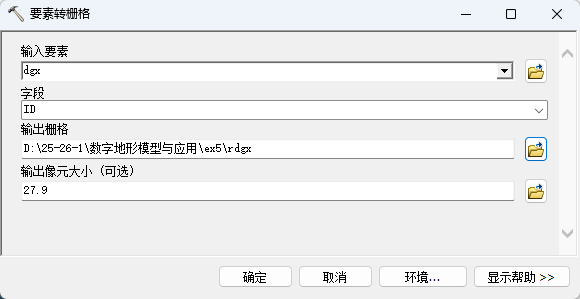 要素转栅格
输入要素
dgx
字段
ID
输出栅格
D:\25-26-1\数字地形模型与应用\ex5\rdgx
输出像元大小（可选）
27.9
确定
取消
环境...
显示帮助 >>